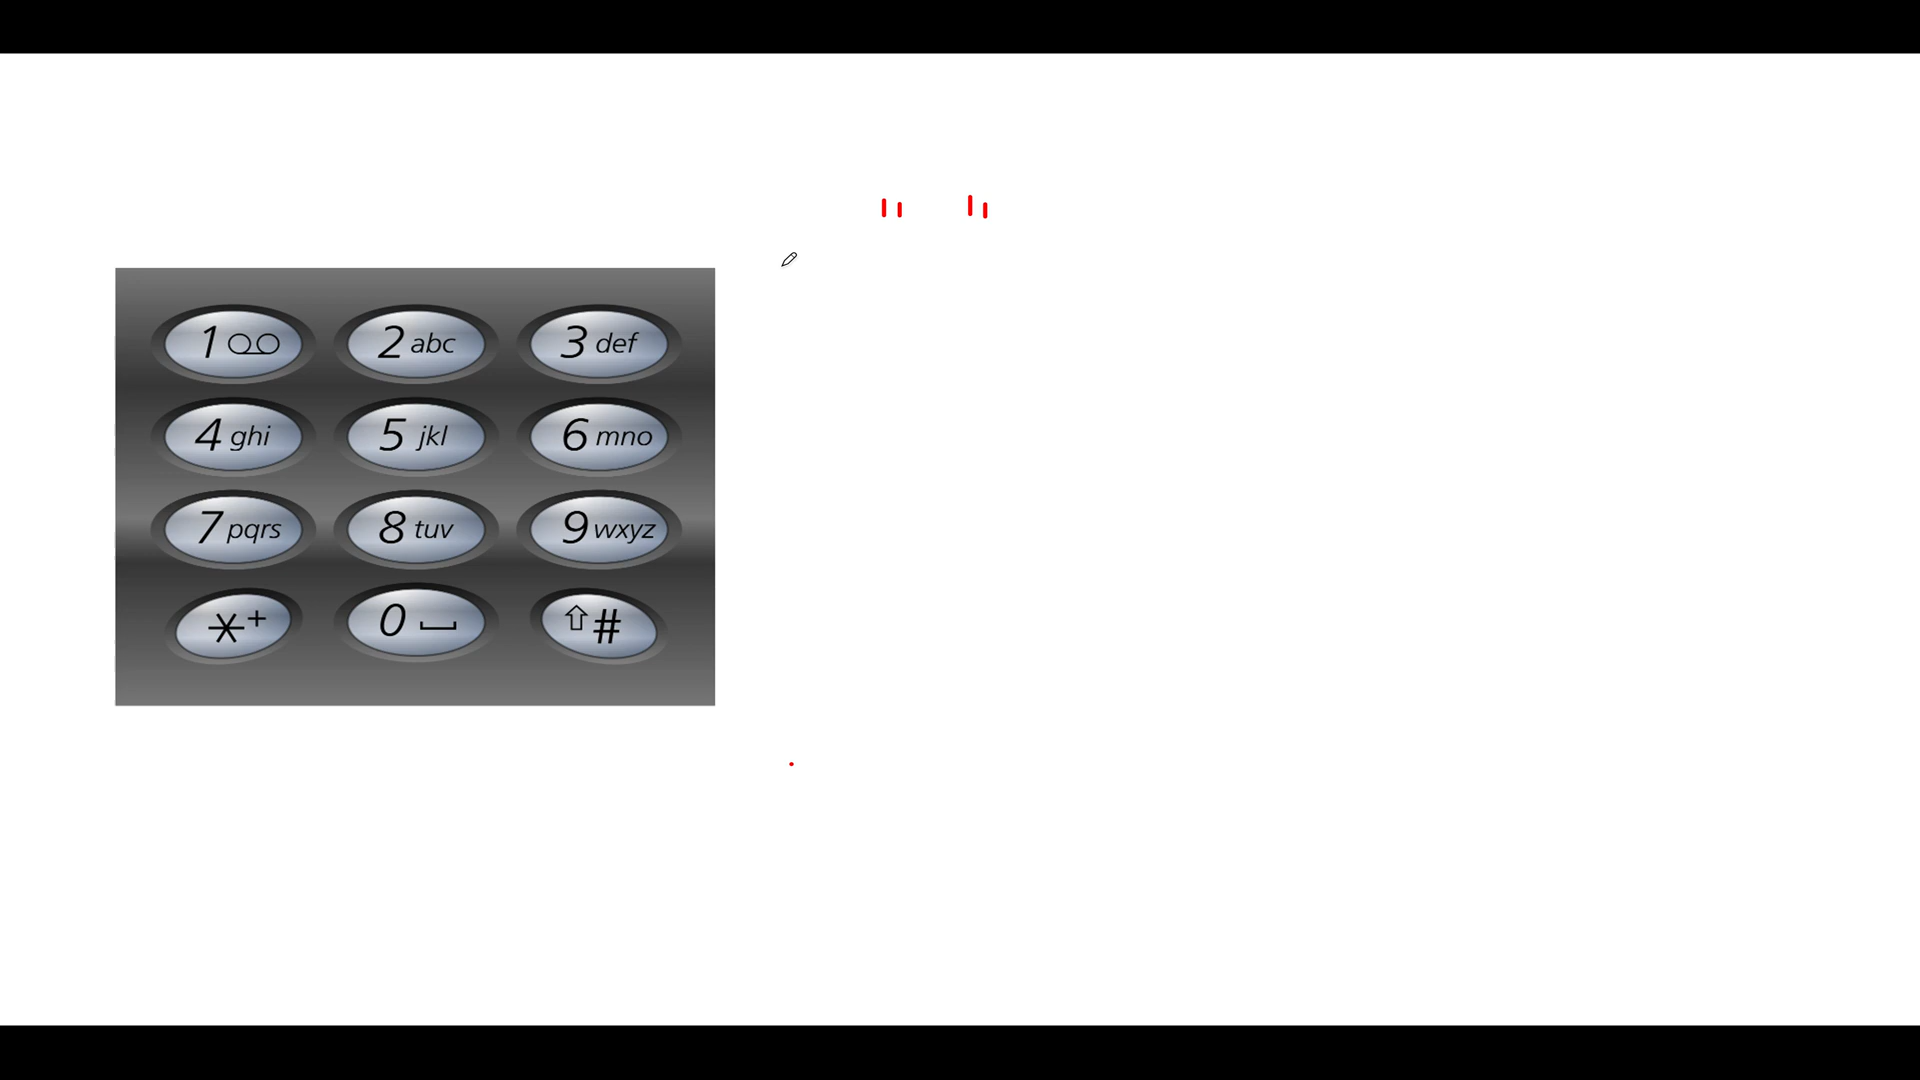 " "
1 2 abc 3 def
4 ghi 5 jkl 6 mno
7 pqrs 8 tuv 9 wxyz
*+ 0 ⇧#